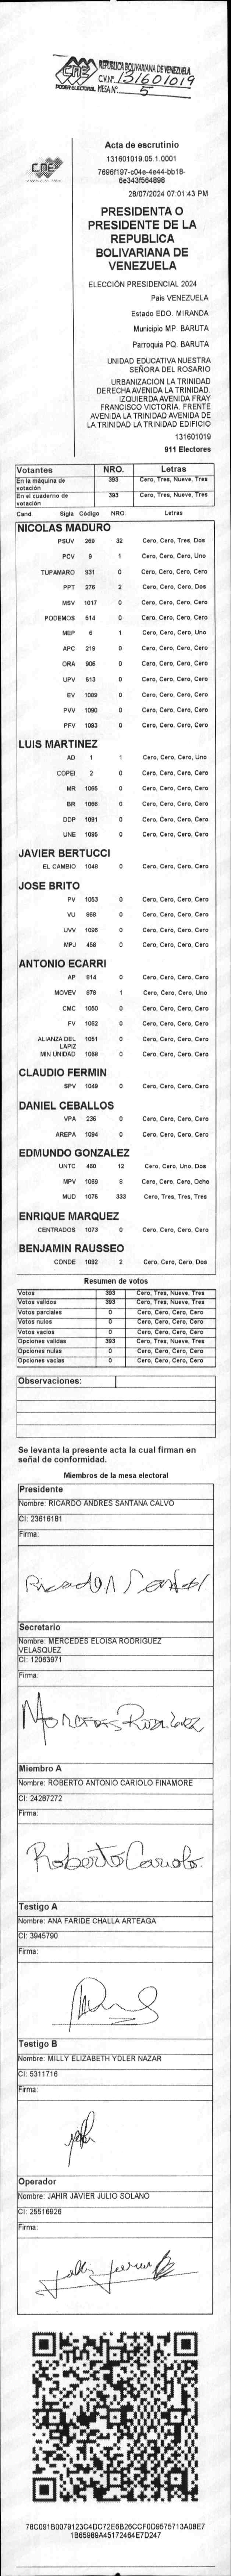 CNE
PODER ELECTORAL
REPÚBLICA BOLIVARIANA DE VENEZUELA
C.V.Nº 131601019
MESA Nº 5
Acta de escrutinio
131601019.05.1.0001
7696f197-c04e-4e44-bb18-
6e343f564898
28/07/2024 07:01:43 PM
CNE
PRESIDENTA O
PRESIDENTE DE LA
REPUBLICA
BOLIVARIANA DE
VENEZUELA
ELECCIÓN PRESIDENCIAL 2024
Pais VENEZUELA
Estado EDO. MIRANDA
Municipio MP. BARUTA
Parroquia PQ. BARUTA
UNIDAD EDUCATIVA NUESTRA
SEÑORA DEL ROSARIO
URBANIZACION LA TRINIDAD
DERECHA AVENIDA LA TRINIDAD.
IZQUIERDA AVENIDA FRAY
FRANCISCO VICTORIA. FRENTE
AVENIDA LA TRINIDAD AVENIDA DE
LA TRINIDAD LA TRINIDAD EDIFICIO
131601019
911 Electores
Votantes NRO. Letras
En la máquina de votación 393 Cero, Tres, Nueve, Tres
En el cuaderno de votación 393 Cero, Tres, Nueve, Tres
Cand. Sigla Código NRO. Letras
NICOLAS MADURO
PSUV 269 32 Cero, Cero, Tres, Dos
PCV 9 1 Cero, Cero, Cero, Uno
TUPAMARO 931 0 Cero, Cero, Cero, Cero
PPT 276 2 Cero, Cero, Cero, Dos
MSV 1017 0 Cero, Cero, Cero, Cero
PODEMOS 514 0 Cero, Cero, Cero, Cero
MEP 6 1 Cero, Cero, Cero, Uno
APC 219 0 Cero, Cero, Cero, Cero
ORA 906 0 Cero, Cero, Cero, Cero
UPV 513 0 Cero, Cero, Cero, Cero
EV 1089 0 Cero, Cero, Cero, Cero
PVV 1090 0 Cero, Cero, Cero, Cero
PFV 1093 0 Cero, Cero, Cero, Cero
LUIS MARTINEZ
AD 1 1 Cero, Cero, Cero, Uno
COPEI 2 0 Cero, Cero, Cero, Cero
MR 1065 0 Cero, Cero, Cero, Cero
BR 1066 0 Cero, Cero, Cero, Cero
DDP 1091 0 Cero, Cero, Cero, Cero
UNE 1095 0 Cero, Cero, Cero, Cero
JAVIER BERTUCCI
EL CAMBIO 1048 0 Cero, Cero, Cero, Cero
JOSE BRITO
PV 1053 0 Cero, Cero, Cero, Cero
VU 868 0 Cero, Cero, Cero, Cero
UVV 1096 0 Cero, Cero, Cero, Cero
MPJ 458 0 Cero, Cero, Cero, Cero
ANTONIO ECARRI
AP 814 0 Cero, Cero, Cero, Cero
MOVEV 878 1 Cero, Cero, Cero, Uno
CMC 1050 0 Cero, Cero, Cero, Cero
FV 1062 0 Cero, Cero, Cero, Cero
ALIANZA DEL LAPIZ 1051 0 Cero, Cero, Cero, Cero
MIN UNIDAD 1068 0 Cero, Cero, Cero, Cero
CLAUDIO FERMIN
SPV 1049 0 Cero, Cero, Cero, Cero
DANIEL CEBALLOS
VPA 236 0 Cero, Cero, Cero, Cero
AREPA 1094 0 Cero, Cero, Cero, Cero
EDMUNDO GONZALEZ
UNTC 460 12 Cero, Cero, Uno, Dos
MPV 1069 8 Cero, Cero, Cero, Ocho
MUD 1075 333 Cero, Tres, Tres, Tres
ENRIQUE MARQUEZ
CENTRADOS 1073 0 Cero, Cero, Cero, Cero
BENJAMIN RAUSSEO
CONDE 1092 2 Cero, Cero, Cero, Dos
Resumen de votos
Votos 393 Cero, Tres, Nueve, Tres
Votos validos 393 Cero, Tres, Nueve, Tres
Votos parciales 0 Cero, Cero, Cero, Cero
Votos nulos 0 Cero, Cero, Cero, Cero
Votos vacios 0 Cero, Cero, Cero, Cero
Opciones validas 393 Cero, Tres, Nueve, Tres
Opciones nulas 0 Cero, Cero, Cero, Cero
Opciones vacias 0 Cero, Cero, Cero, Cero
Observaciones:
Se levanta la presente acta la cual firman en
señal de conformidad.
Miembros de la mesa electoral
Presidente
Nombre: RICARDO ANDRES SANTANA CALVO
CI: 23616181
Firma:
Secretario
Nombre: MERCEDES ELOISA RODRIGUEZ
VELASQUEZ
CI: 12063971
Firma:
Mercedes Rodriguez
Miembro A
Nombre: ROBERTO ANTONIO CARIOLO FINAMORE
CI: 24287272
Firma:
Roberto Cariolo
Testigo A
Nombre: ANA FARIDE CHALLA ARTEAGA
CI: 3945790
Firma:
Testigo B
Nombre: MILLY ELIZABETH YDLER NAZAR
CI: 5311716
Firma:
Operador
Nombre: JAHIR JAVIER JULIO SOLANO
CI: 25516926
Firma:
78C091B0079123C4DC72E6B26CCF0D9575713A08E7
1B65989A45172464E7D247